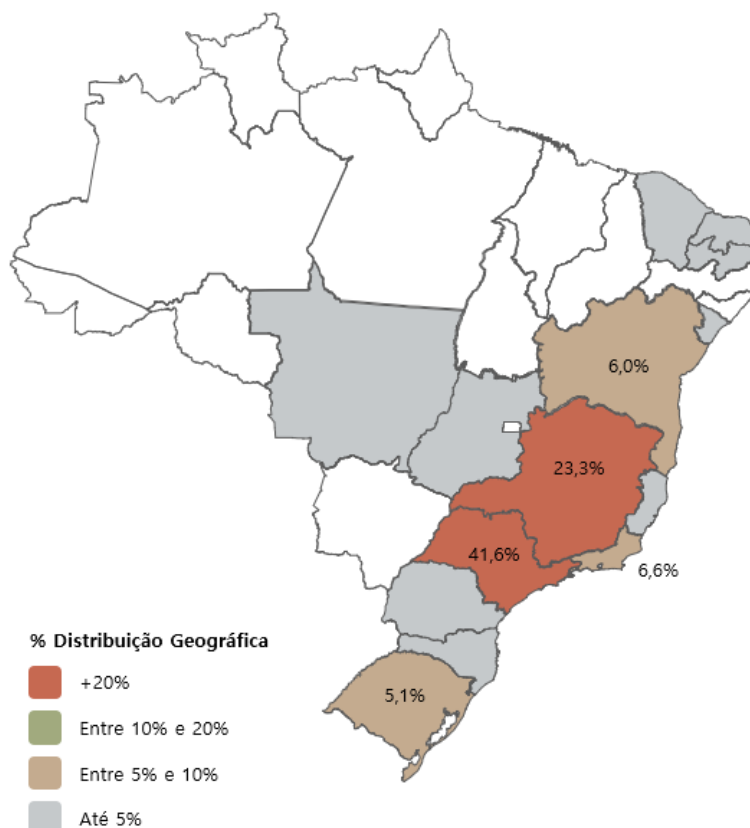 6,0%
23,3%
41,6%
6,6%
5,1%
% Distribuição Geográfica
+20%
Entre 10% e 20%
Entre 5% e 10%
Até 5%